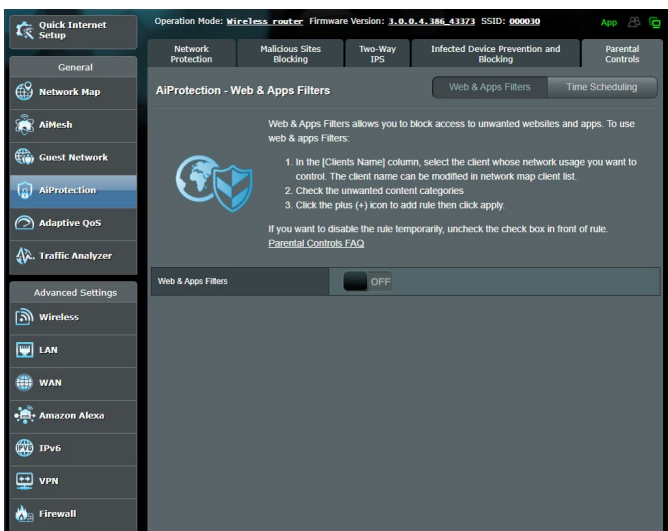 Quick Internet
Setup
Operation Mode: Wireless router Firmware Version: 3.0.0.4.386_43373 SSID: 000030
App
General
Network Map
AiMesh
Guest Network
AiProtection
Adaptive QoS
Traffic Analyzer
Advanced Settings
Wireless
LAN
WAN
Amazon Alexa
IPv6
VPN
Firewall
Network
Protection
Malicious Sites
Blocking
Two-Way
IPS
Infected Device Prevention and
Blocking
Parental
Controls
AiProtection - Web & Apps Filters
Web & Apps Filters
Time Scheduling
Web & Apps Filters allows you to block access to unwanted websites and apps. To use
web & apps Filters:
1. In the [Clients Name] column, select the client whose network usage you want to
control. The client name can be modified in network map client list.
2. Check the unwanted content categories
3. Click the plus (+) icon to add rule then click apply.
If you want to disable the rule temporarily, uncheck the check box in front of rule.
Parental Controls FAQ
Web & Apps Filters
OFF